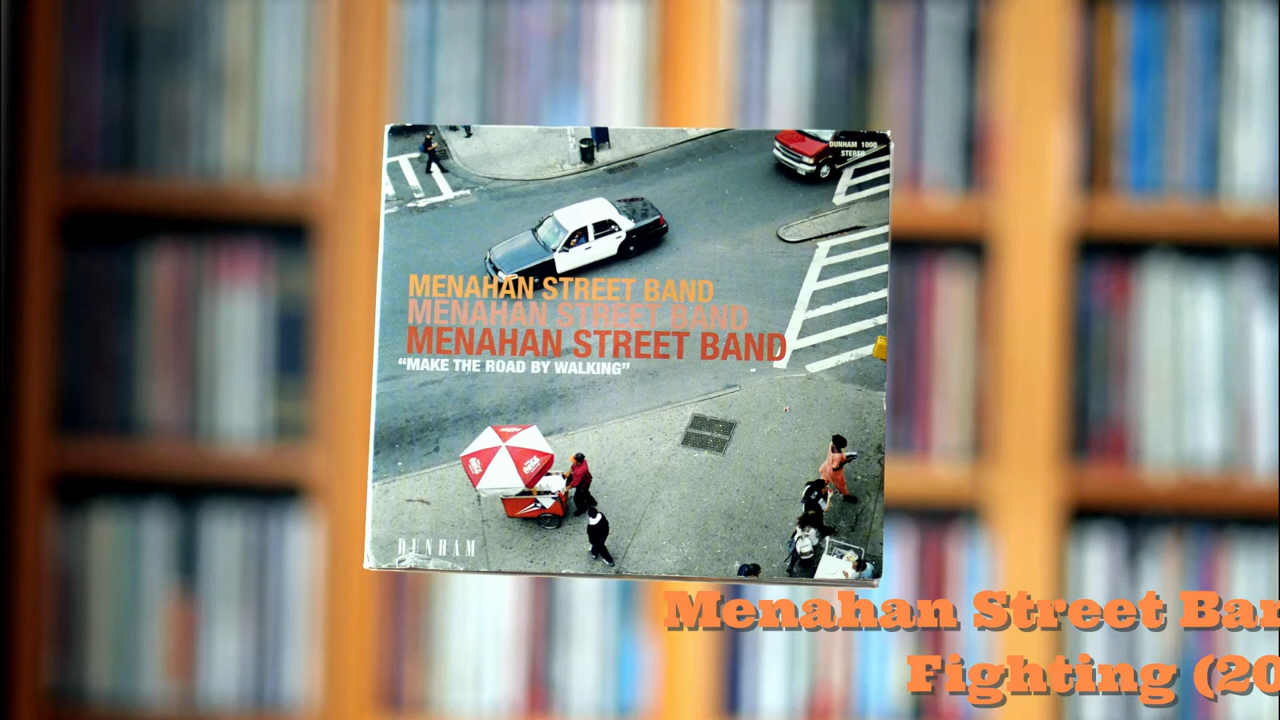 DUNHAM 1000
STEREO
MENAHAN STREET BAND
MENAHAN STREET BAND
MENAHAN STREET BAND
“MAKE THE ROAD BY WALKING”
DUNHAM
Menahan Street Ban
Fighting (20